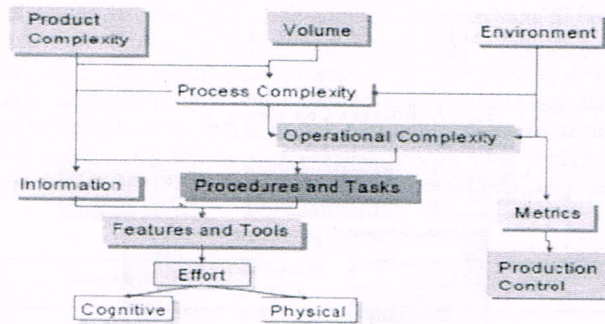 Product
Complexity
Volume
Environment
Process Complexity
Operational Complexity
Information
Procedures and Tasks
Metrics
Features and Tools
Effort
Production
Control
Cognitive
Physical